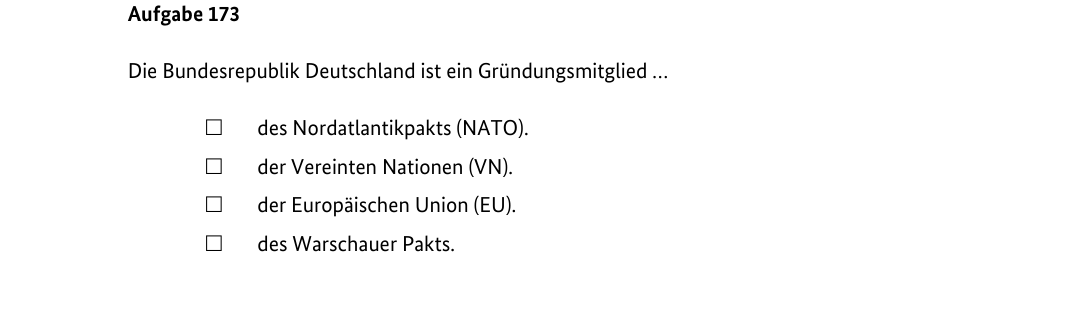 Aufgabe 173
Die Bundesrepublik Deutschland ist ein Gründungsmitglied …
☐ des Nordatlantikpakts (NATO).
☐ der Vereinten Nationen (VN).
☐ der Europäischen Union (EU).
☐ des Warschauer Pakts.